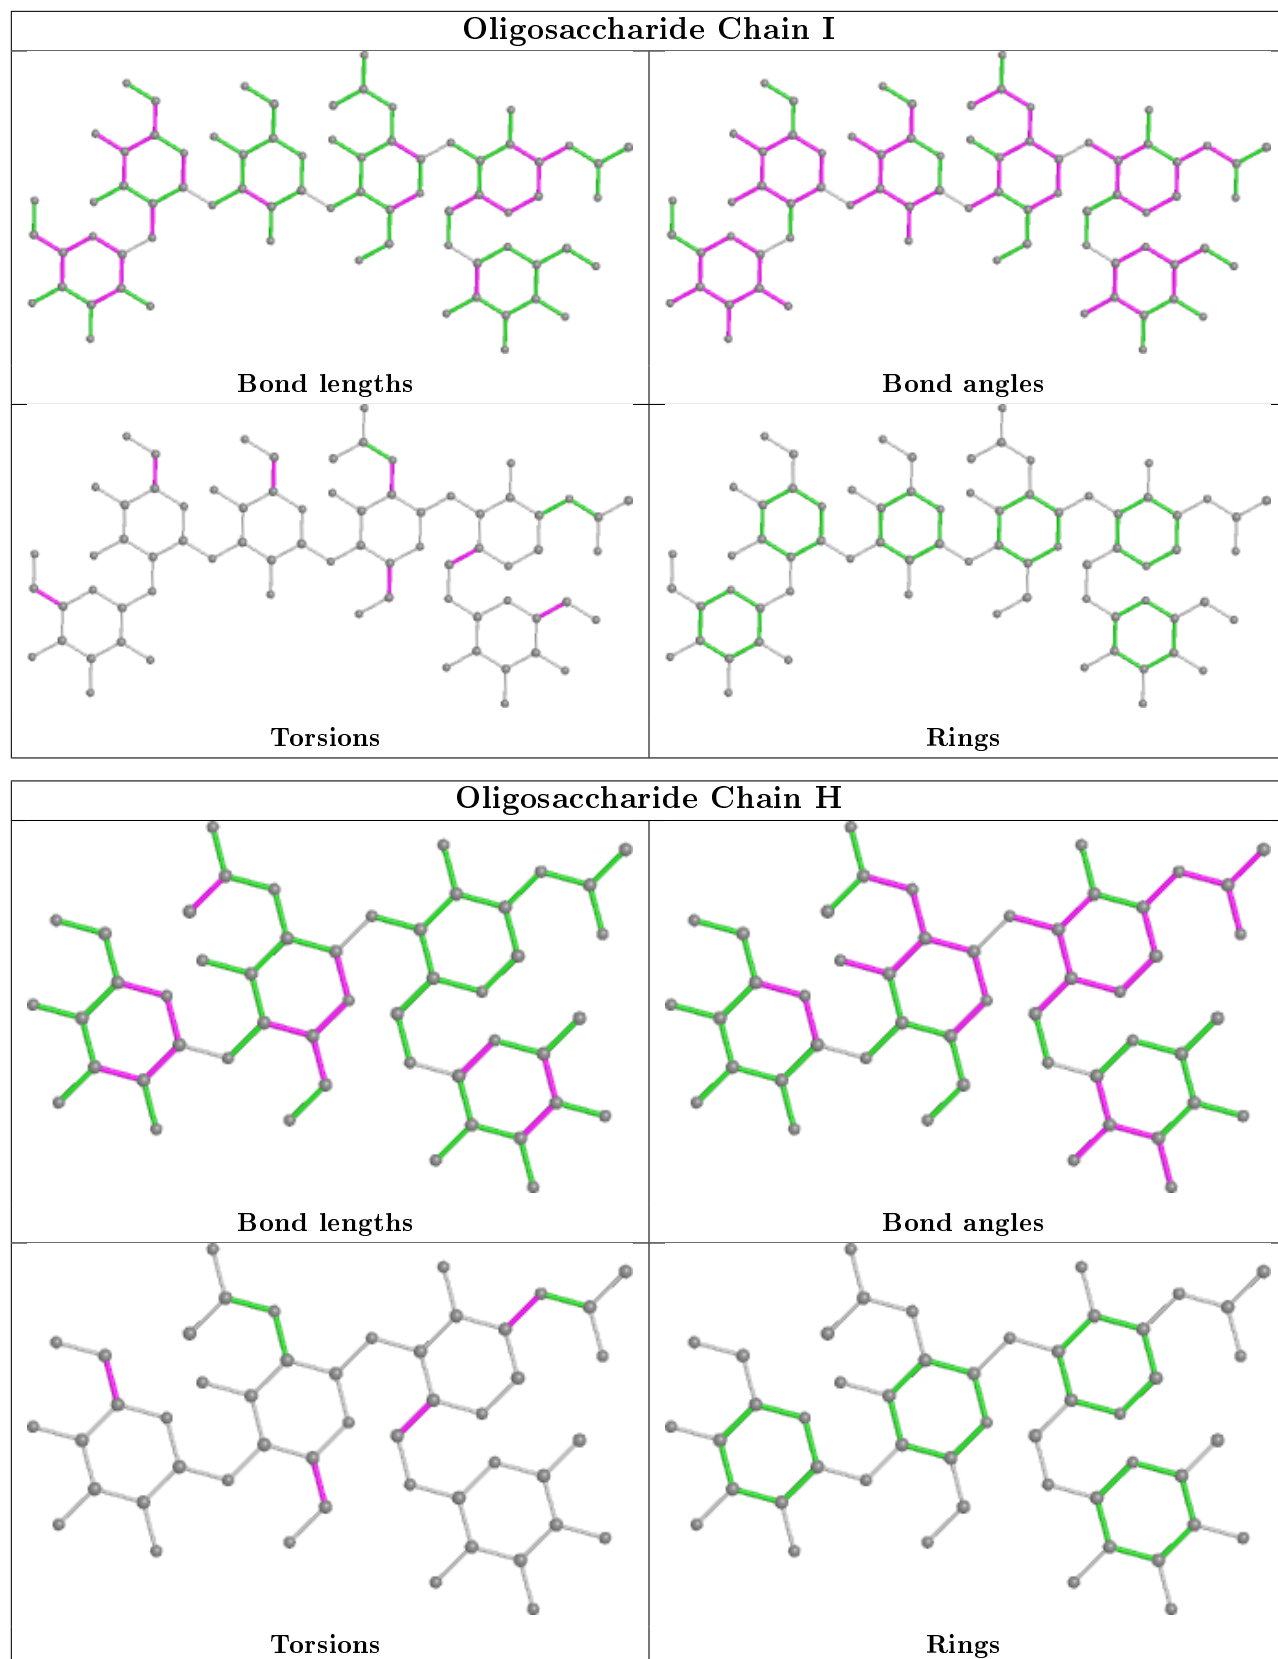 Oligosaccharide Chain I
Bond lengths
Bond angles
Torsions
Rings
Oligosaccharide Chain H
Bond lengths
Bond angles
Torsions
Rings